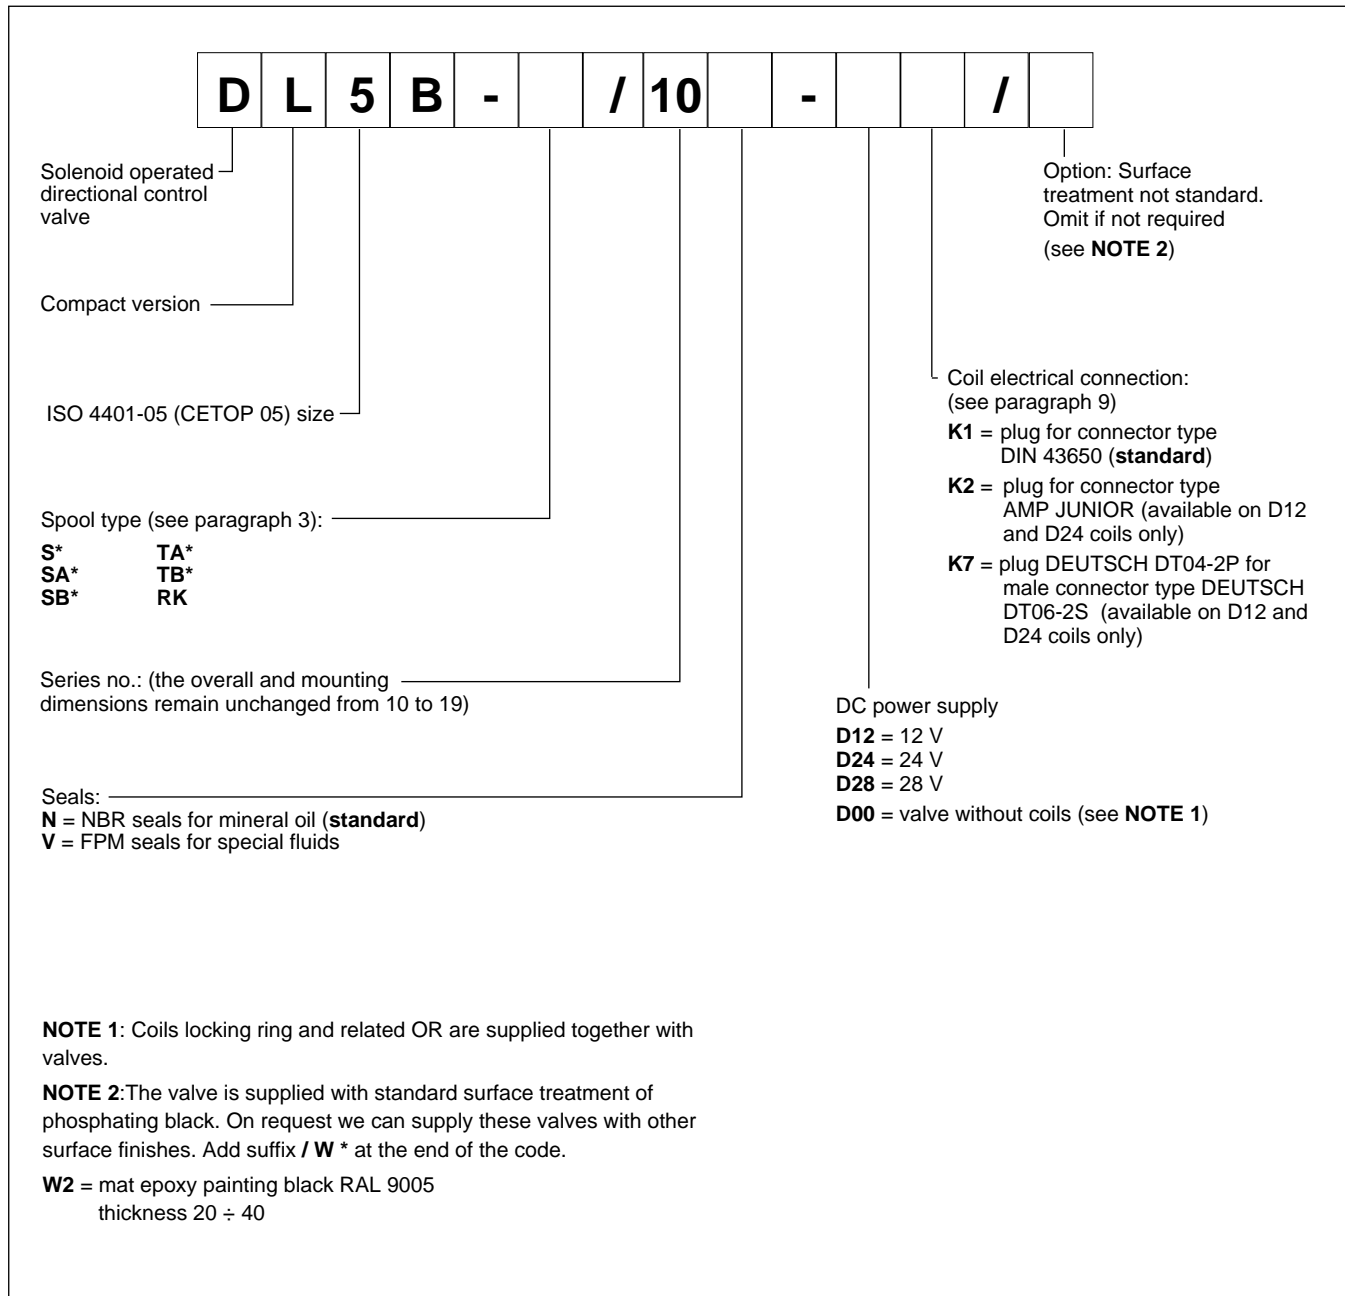 D L 5 B - / 10 - /
Solenoid operated
directional control
valve
Compact version
ISO 4401-05 (CETOP 05) size
Spool type (see paragraph 3):
S* TA*
SA* TB*
SB* RK
Series no.: (the overall and mounting
dimensions remain unchanged from 10 to 19)
Seals:
N = NBR seals for mineral oil (standard)
V = FPM seals for special fluids
Option: Surface
treatment not standard.
Omit if not required
(see NOTE 2)
Coil electrical connection:
(see paragraph 9)
K1 = plug for connector type
DIN 43650 (standard)
K2 = plug for connector type
AMP JUNIOR (available on D12
and D24 coils only)
K7 = plug DEUTSCH DT04-2P for
male connector type DEUTSCH
DT06-2S (available on D12 and
D24 coils only)
DC power supply
D12 = 12 V
D24 = 24 V
D28 = 28 V
D00 = valve without coils (see NOTE 1)
NOTE 1: Coils locking ring and related OR are supplied together with
valves.
NOTE 2:The valve is supplied with standard surface treatment of
phosphating black. On request we can supply these valves with other
surface finishes. Add suffix / W * at the end of the code.
W2 = mat epoxy painting black RAL 9005
thickness 20 ÷ 40